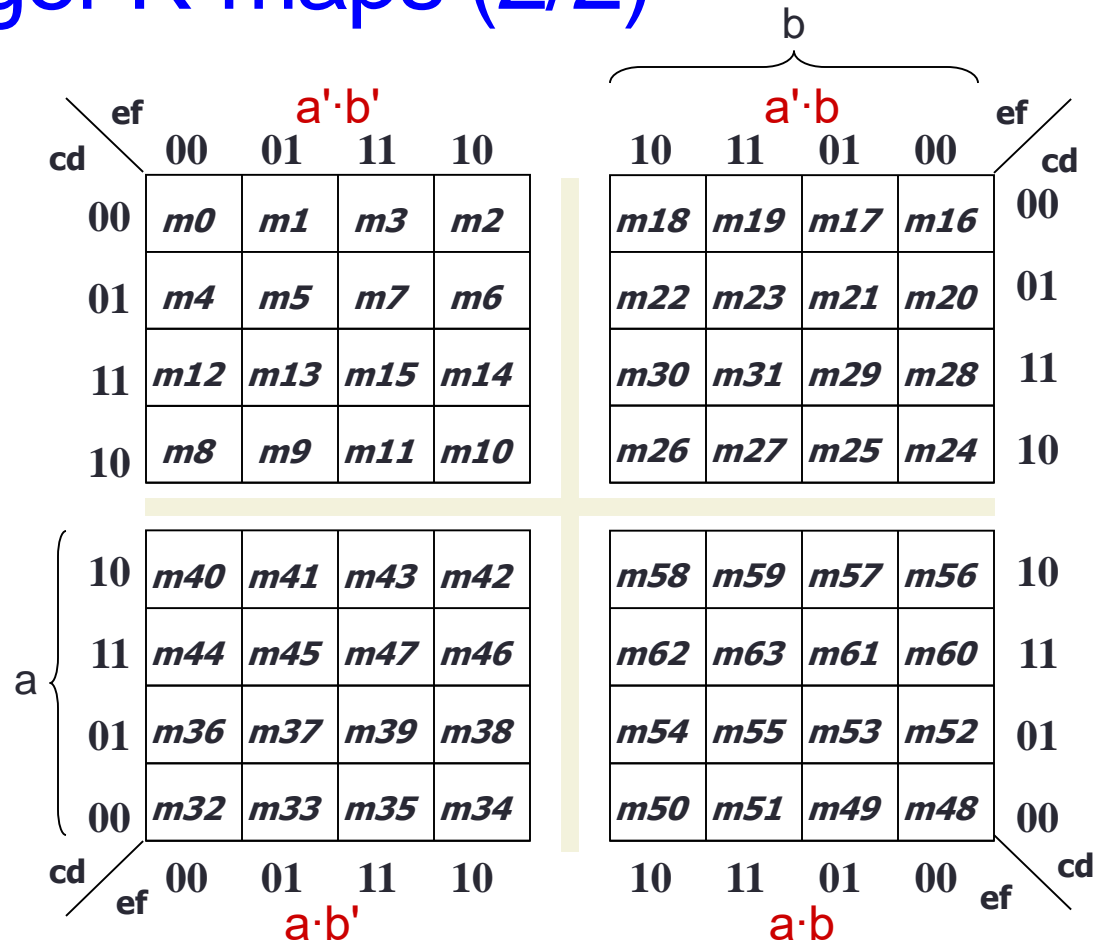 ger K-maps (2/2)
b
ef a'·b' a'·b ef
cd 00 01 11 10 10 11 01 00 cd
00 m0 m1 m3 m2 m18 m19 m17 m16 00
01 m4 m5 m7 m6 m22 m23 m21 m20 01
11 m12 m13 m15 m14 m30 m31 m29 m28 11
10 m8 m9 m11 m10 m26 m27 m25 m24 10
10 m40 m41 m43 m42 m58 m59 m57 m56 10
a 11 m44 m45 m47 m46 m62 m63 m61 m60 11
01 m36 m37 m39 m38 m54 m55 m53 m52 01
00 m32 m33 m35 m34 m50 m51 m49 m48 00
cd 00 01 11 10 10 11 01 00 cd
ef a·b' a·b ef